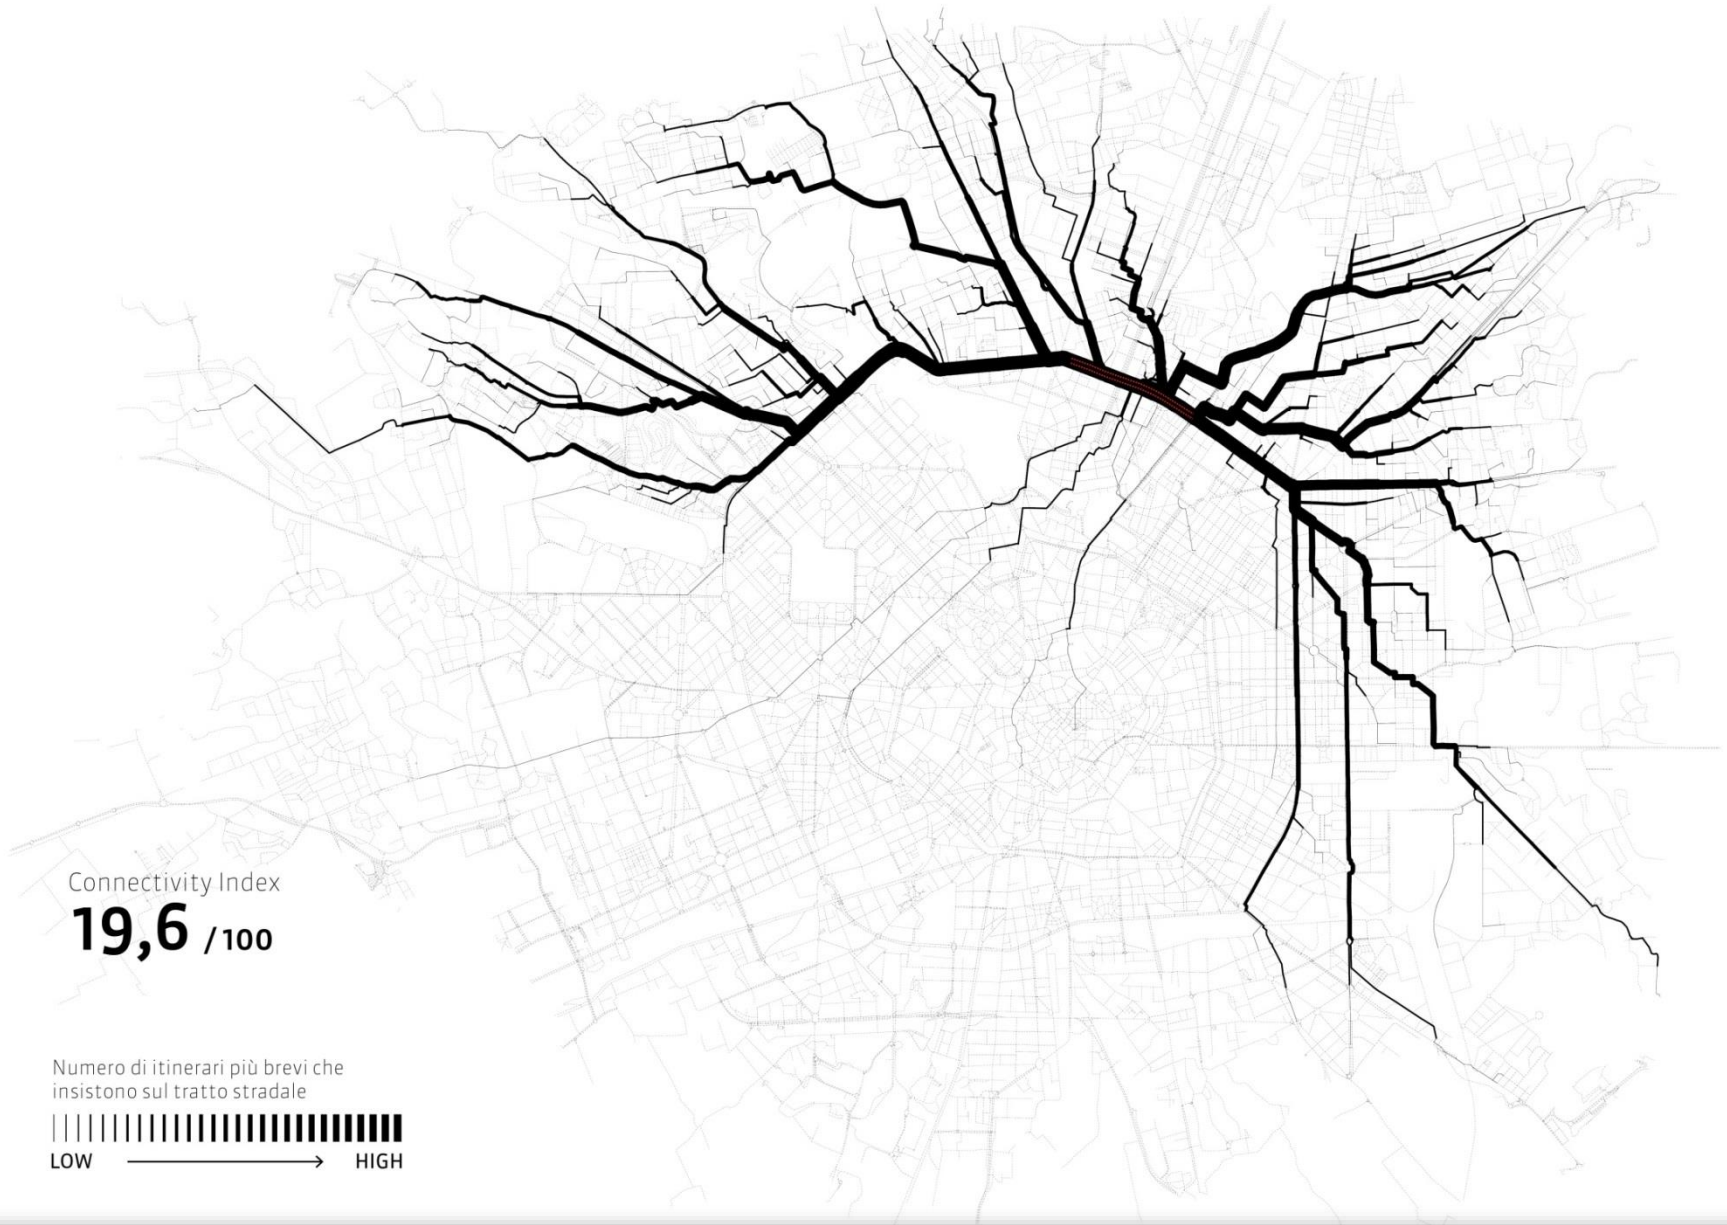 Connectivity Index
19,6 / 100
Numero di itinerari più brevi che
insistono sul tratto stradale
LOW HIGH